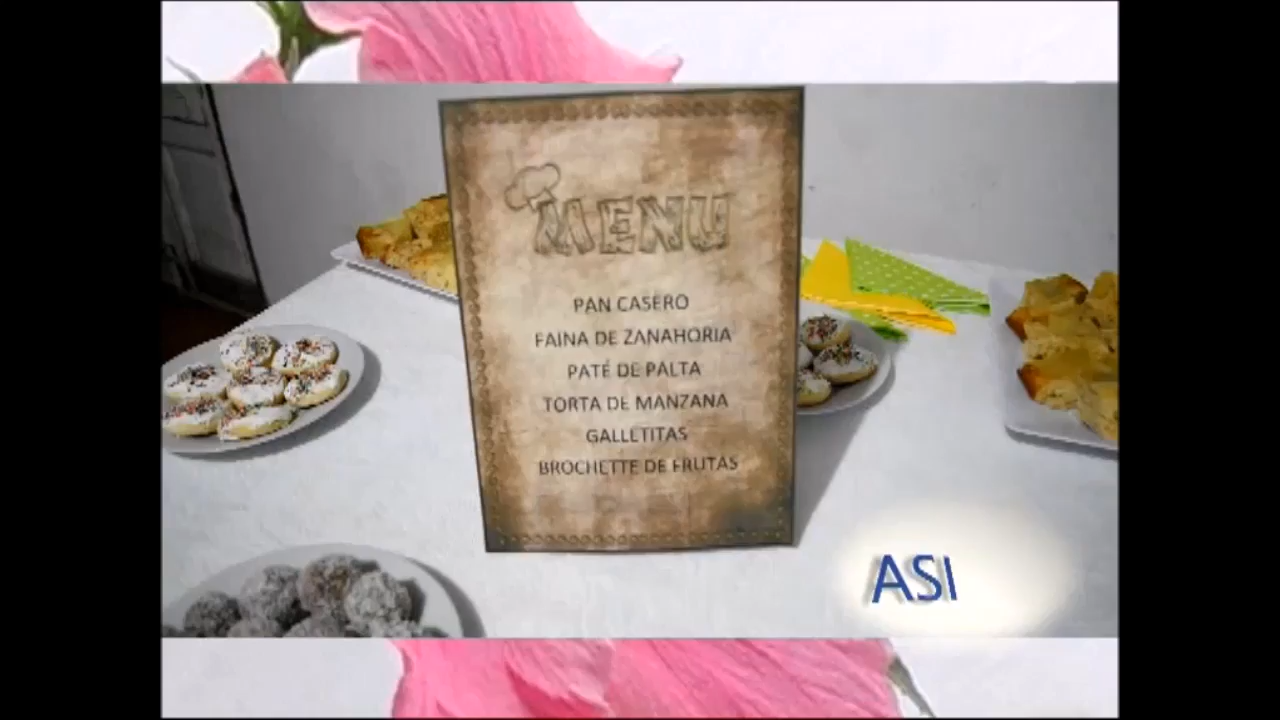 MENU
PAN CASERO
FAINA DE ZANAHORIA
PATÉ DE PALTA
TORTA DE MANZANA
GALLETITAS
BROCHETTE DE FRUTAS
ASI